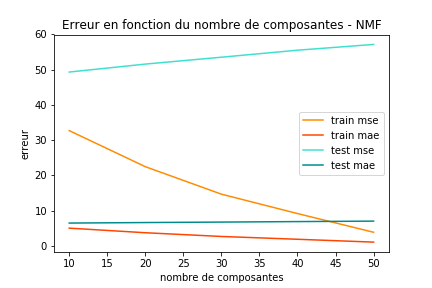 Erreur en fonction du nombre de composantes - NMF
60
50
40
30
20
10
0
erreur
train mse
train mae
test mse
test mae
10 15 20 25 30 35 40 45 50
nombre de composantes